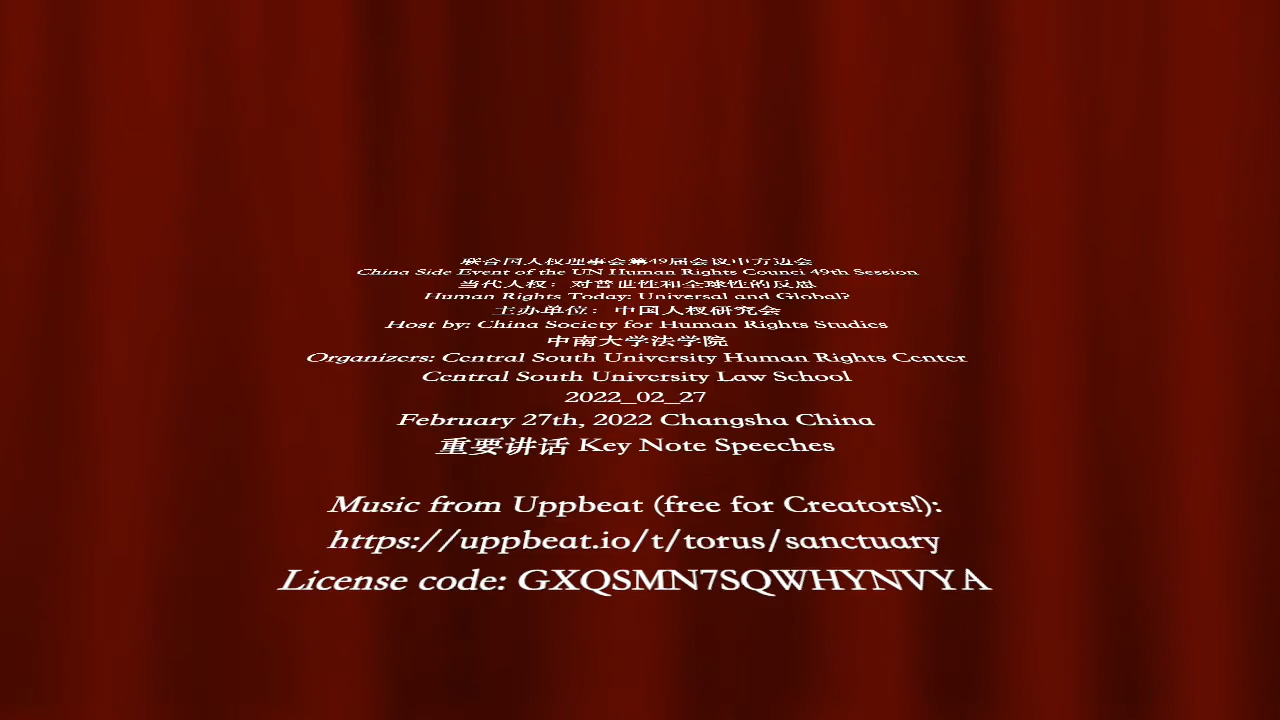 联合国人权理事会第49届会议中方边会
China Side Event of the UN Human Rights Counci 49th Session
当代人权：对普世性和全球性的反思
Human Rights Today: Universal and Global?
主办单位：中国人权研究会
Host by: China Society for Human Rights Studies
中南大学法学院
Organizers: Central South University Human Rights Center
Central South University Law School
2022_02_27
February 27th, 2022 Changsha China
重要讲话 Key Note Speeches
Music from Uppbeat (free for Creators!):
https://uppbeat.io/t/torus/sanctuary
License code: GXQSMN7SQWHYNVYA